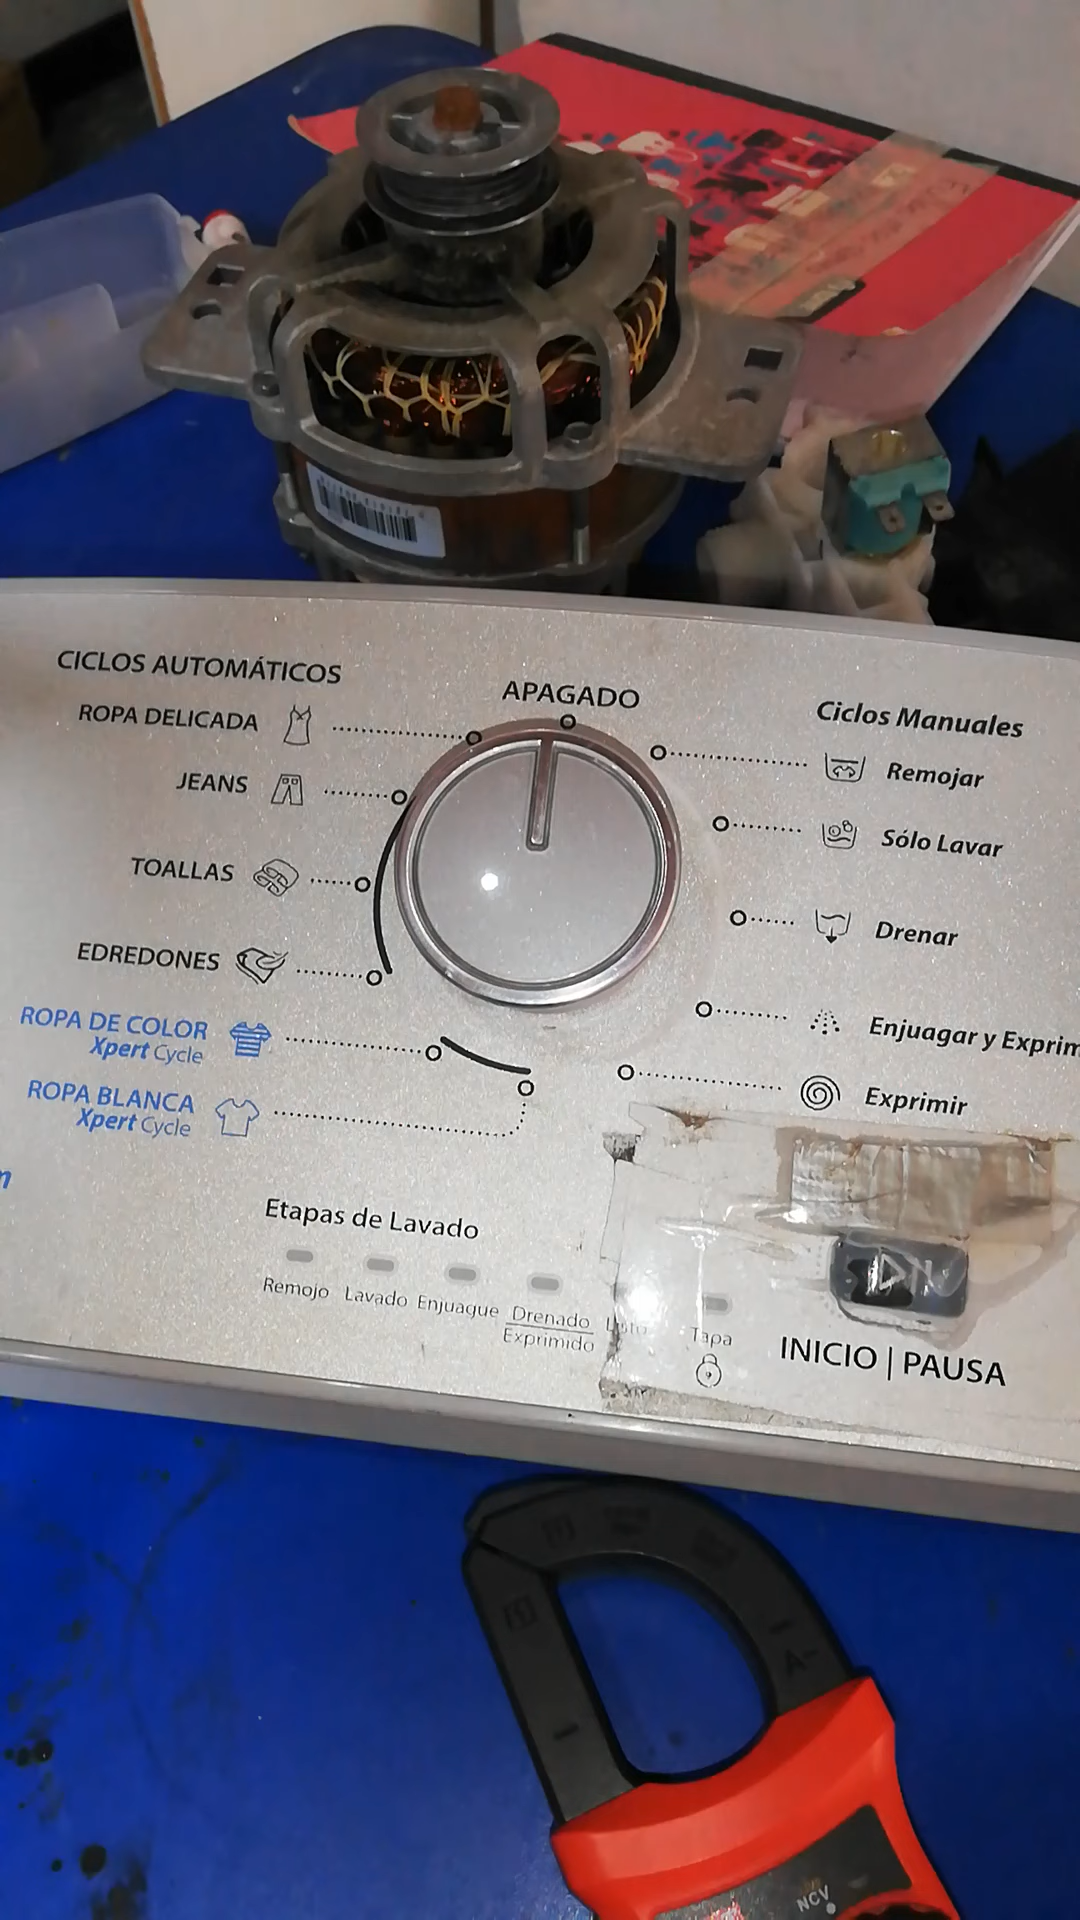 CICLOS AUTOMÁTICOS
ROPA DELICADA
JEANS
TOALLAS
EDREDONES
ROPA DE COLOR
Xpert Cycle
ROPA BLANCA
Xpert Cycle
APAGADO
Ciclos Manuales
Remojar
Sólo Lavar
Drenar
Enjuagar y Exprim
Exprimir
Etapas de Lavado
Remojo
Lavado
Enjuague
Drenado
Exprimido
Tapa
INICIO | PAUSA
A
NCV